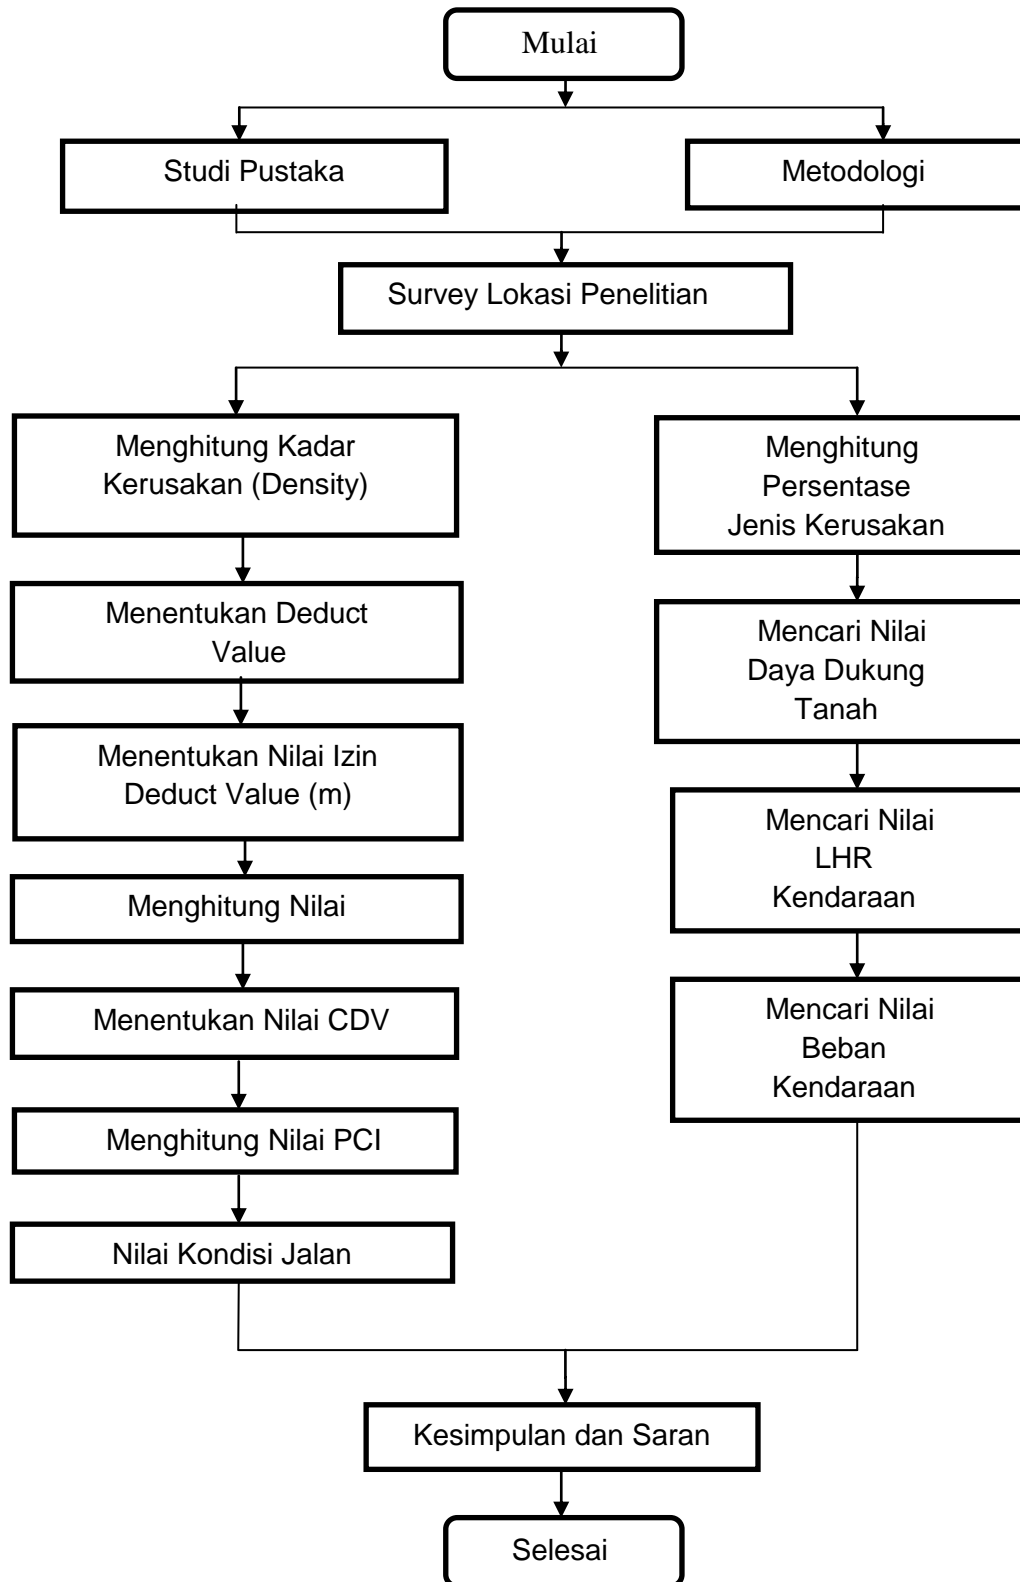 Mulai
Studi Pustaka
Metodologi
Survey Lokasi Penelitian
Menghitung Kadar
Kerusakan (Density)
Menentukan Deduct
Value
Menentukan Nilai Izin
Deduct Value (m)
Menghitung Nilai
Menentukan Nilai CDV
Menghitung Nilai PCI
Nilai Kondisi Jalan
Menghitung
Persentase
Jenis Kerusakan
Mencari Nilai
Daya Dukung
Tanah
Mencari Nilai
LHR
Kendaraan
Mencari Nilai
Beban
Kendaraan
Kesimpulan dan Saran
Selesai